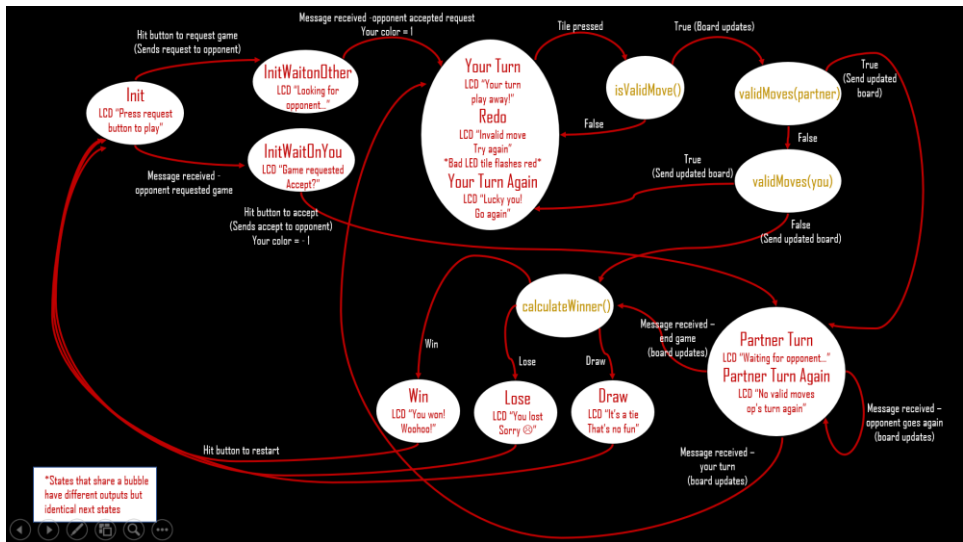 Message received -opponent accepted request
Your color = 1
Hit button to request game
(Sends request to opponent)
Tile pressed
True (Board updates)
InitWaitonOther
LCD "Looking for
opponent..."
Your Turn
LCD "Your turn
play away!"
Redo
LCD "Invalid move
Try again"
*Bad LED tile flashes red*
Your Turn Again
LCD "Lucky you!
Go again"
isValidMove()
False
validMoves(partner)
True
(Send updated
board)
False
Init
LCD "Press request
button to play"
InitWaitOnYou
LCD "Game requested
Accept?"
Message received -
opponent requested game
True
(Send updated board)
validMoves(you)
Hit button to accept
(Sends accept to opponent)
Your color = - 1
False
(Send updated board)
calculateWinner()
Message received –
end game
(board updates)
Partner Turn
LCD "Waiting for opponent..."
Partner Turn Again
LCD "No valid moves
op's turn again"
Win
Lose
Draw
Win
LCD "You won!
Woohoo!"
Lose
LCD "You lost
Sorry ☹"
Draw
LCD "It's a tie
That's no fun"
Message received –
opponent goes again
(board updates)
Hit button to restart
Message received –
your turn
(board updates)
*States that share a bubble
have different outputs but
identical next states